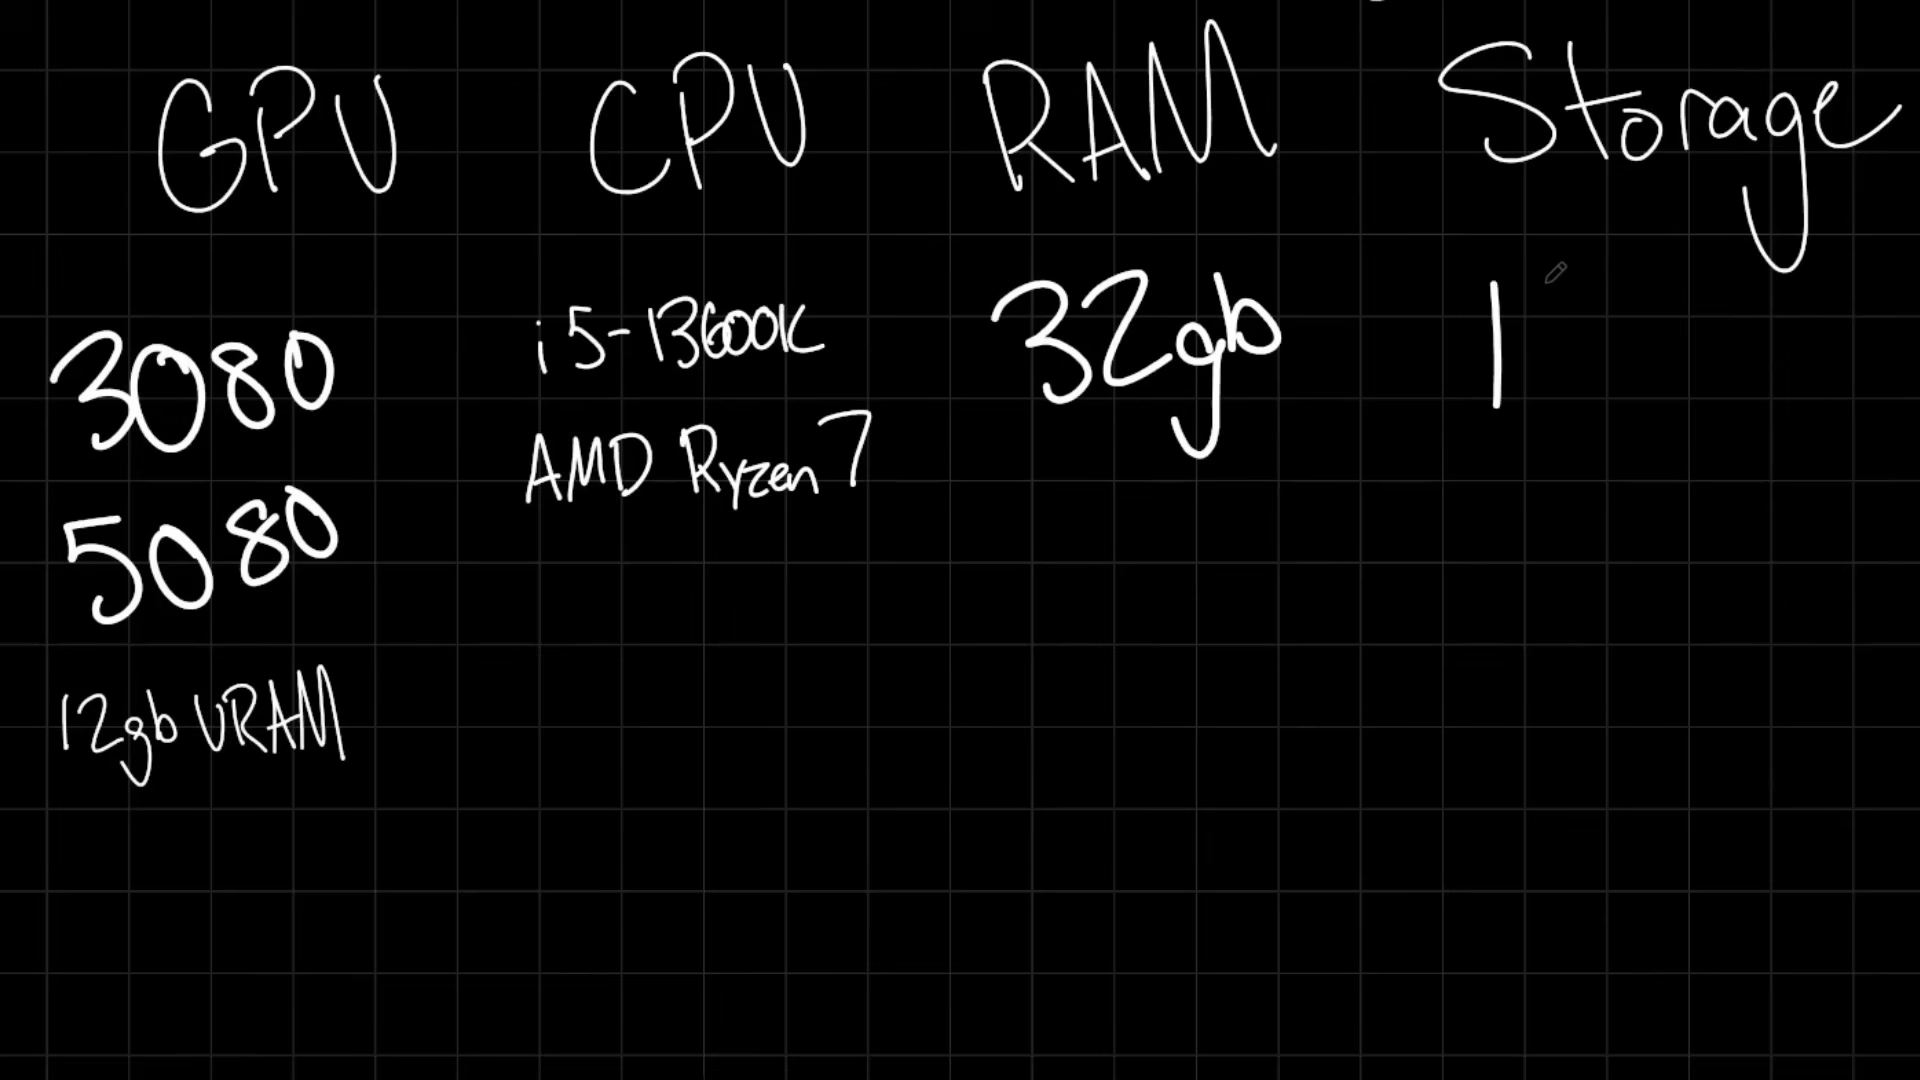 GPU CPU RAM Storage
3080 i5-13600K 32gb 1
5080 AMD Ryzen 7
12gb VRAM